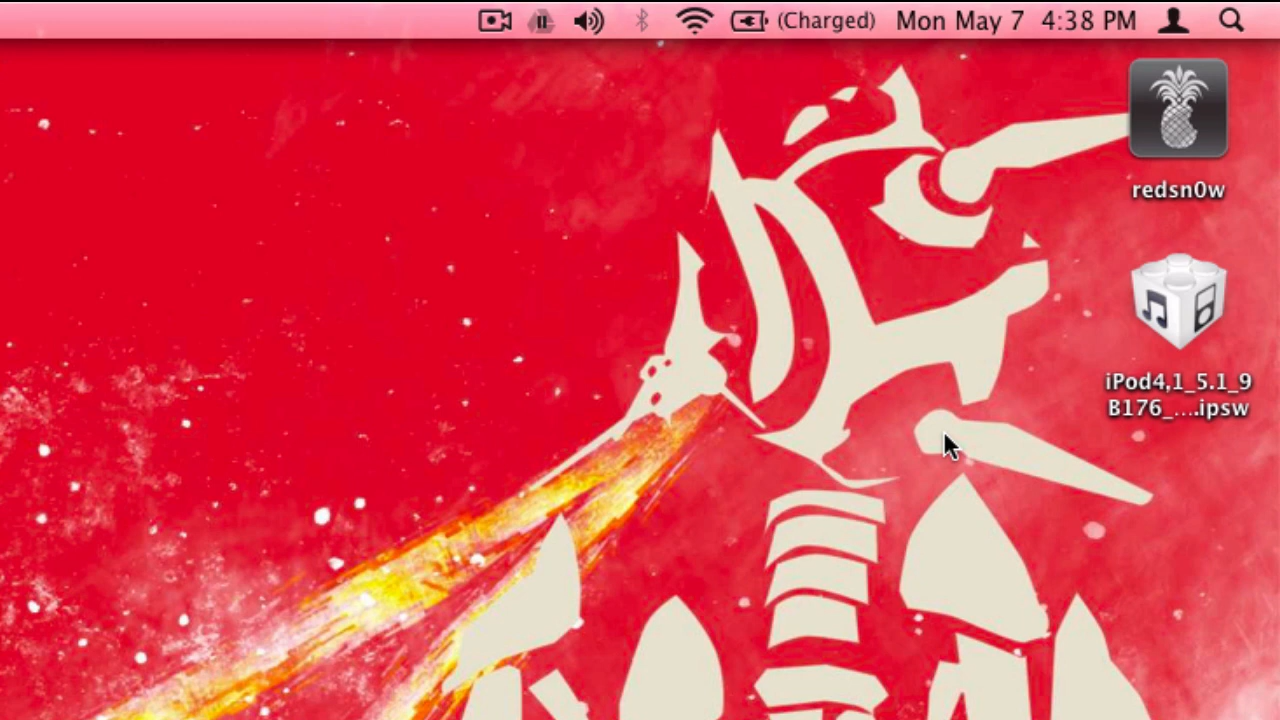 (Charged) Mon May 7 4:38 PM
redsn0w
iPod4,1_5.1_9
B176_....ipsw